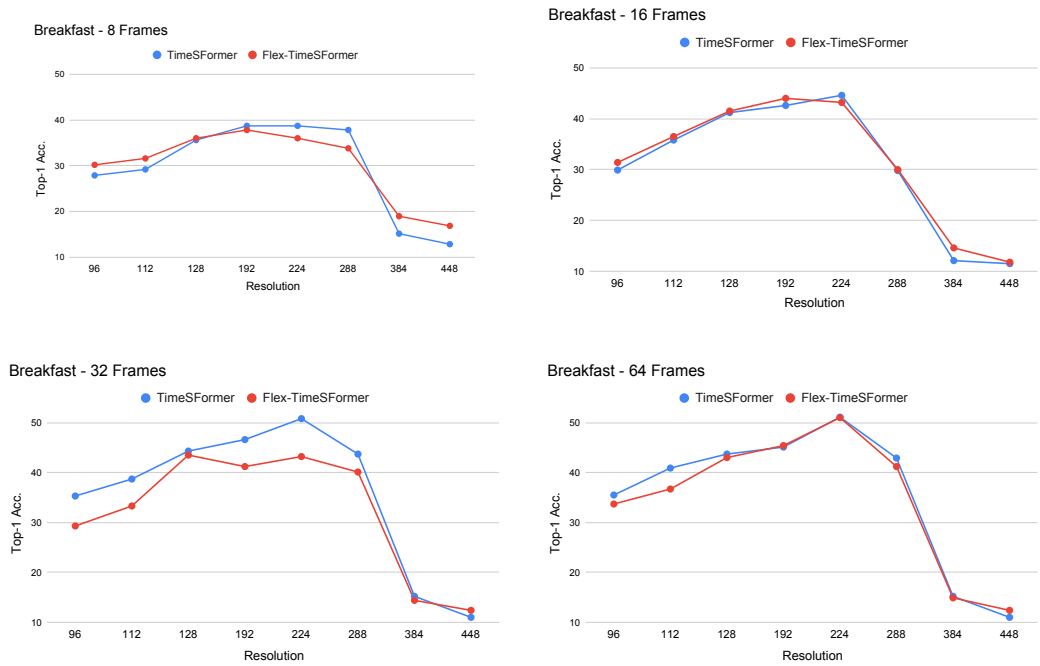 Breakfast - 8 Frames
TimeSFormer Flex-TimeSFormer
Top-1 Acc.
50
40
30
20
10
96 112 128 192 224 288 384 448
Resolution
Breakfast - 16 Frames
TimeSFormer Flex-TimeSFormer
Top-1 Acc.
50
40
30
20
10
96 112 128 192 224 288 384 448
Resolution
Breakfast - 32 Frames
TimeSFormer Flex-TimeSFormer
Top-1 Acc.
50
40
30
20
10
96 112 128 192 224 288 384 448
Resolution
Breakfast - 64 Frames
TimeSFormer Flex-TimeSFormer
Top-1 Acc.
50
40
30
20
10
96 112 128 192 224 288 384 448
Resolution